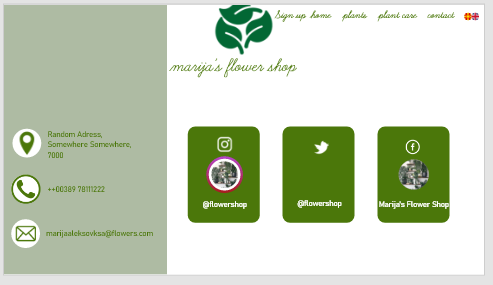 Sign up home plants plant care contact
marija's flower shop
Random Adress,
Somewhere Somewhere,
7000
++00389 78111222
marijaaleksovksa@flowers.com
@flowershop
@flowershop
Marija's Flower Shop